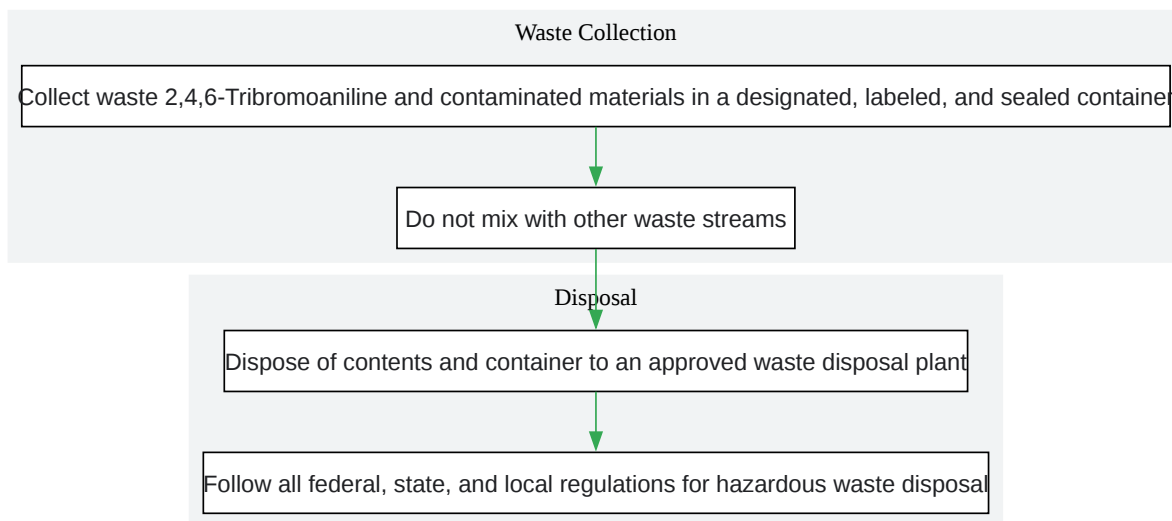 Waste Collection
Collect waste 2,4,6-Tribromoaniline and contaminated materials in a designated, labeled, and sealed container
Do not mix with other waste streams
Disposal
Dispose of contents and container to an approved waste disposal plant
Follow all federal, state, and local regulations for hazardous waste disposal